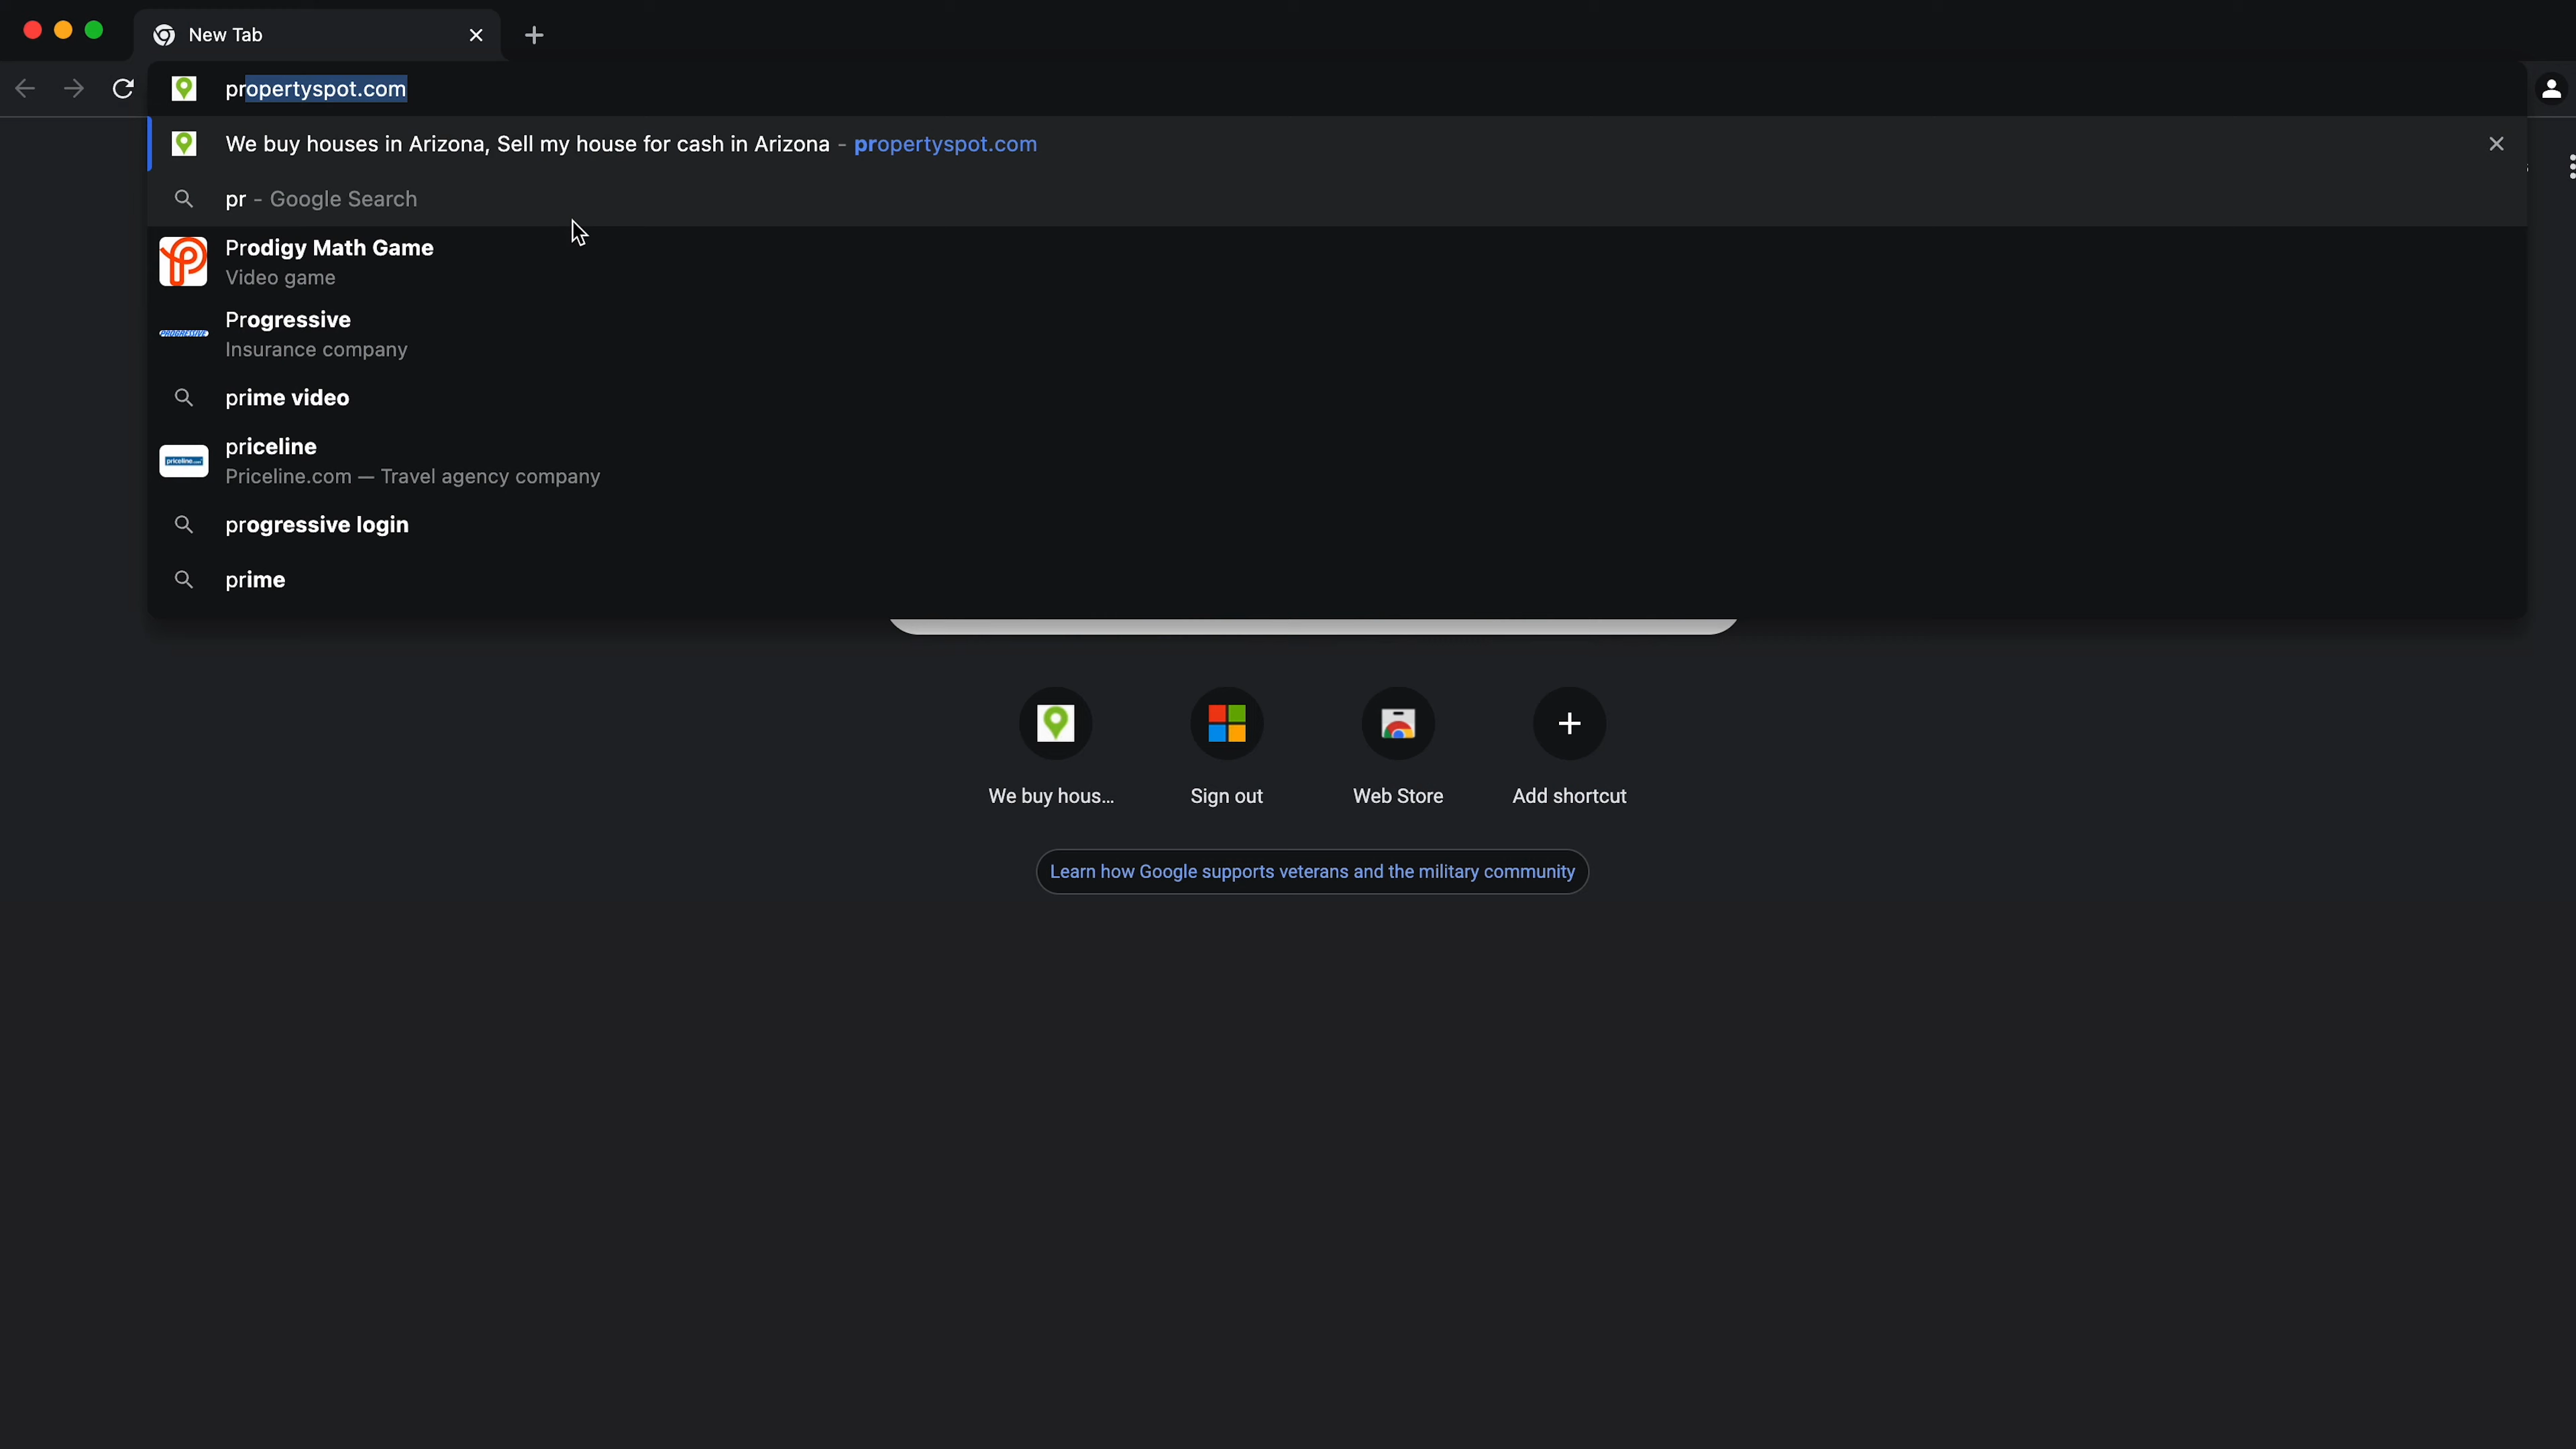 New Tab
propertyspot.com
We buy houses in Arizona, Sell my house for cash in Arizona - propertyspot.com
pr - Google Search
Prodigy Math Game
Video game
PROGRESSIVE
Progressive
Insurance company
prime video
priceline.com
priceline
Priceline.com — Travel agency company
progressive login
prime
We buy hous...
Sign out
Web Store
Add shortcut
Learn how Google supports veterans and the military community